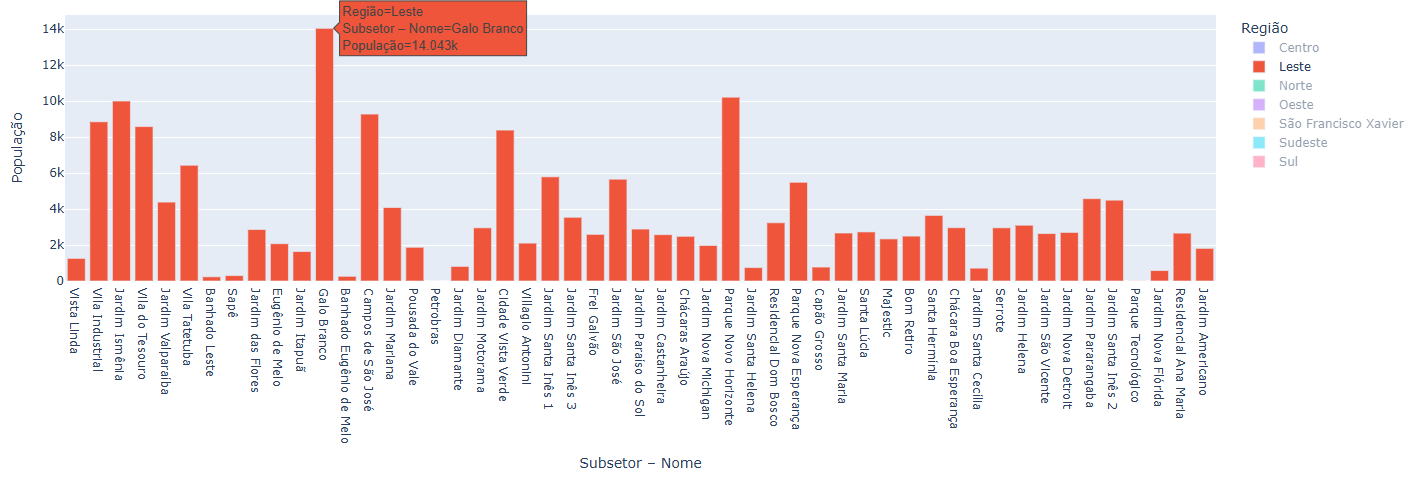 Região=Leste
Subsetor – Nome=Galo Branco
População=14.043k
14k
12k
10k
8k
6k
4k
2k
0
População
Vista Linda
Vila Industrial
Jardim Ismênia
Vila do Tesouro
Jardim Valparaiba
Vila Tatetuba
Banhado Leste
Sapê
Jardim das Flores
Eugênio de Melo
Jardim Itapuã
Galo Branco
Banhado Eugênio de Melo
Campos de São José
Jardim Mariana
Pousada do Vale
Petrobras
Jardim Diamante
Jardim Motorama
Cidade Vista Verde
Villagio Antonini
Jardim Santa Inês 1
Jardim Santa Inês 3
Frei Galvão
Jardim São José
Jardim Paraíso do Sol
Jardim Castanheira
Chácaras Araújo
Jardim Nova Michigan
Parque Novo Horizonte
Jardim Santa Helena
Residencial Dom Bosco
Parque Nova Esperança
Capão Grosso
Jardim Santa Maria
Santa Lúcia
Majestic
Bom Retiro
Santa Hermínia
Chácara Boa Esperança
Jardim Santa Cecília
Serrote
Jardim Helena
Jardim São Vicente
Jardim Nova Detroit
Jardim Pararangaba
Jardim Santa Inês 2
Parque Tecnológico
Jardim Nova Flórida
Residencial Ana Maria
Jardim Americano
Subsetor – Nome
Região
Centro
Leste
Norte
Oeste
São Francisco Xavier
Sudeste
Sul